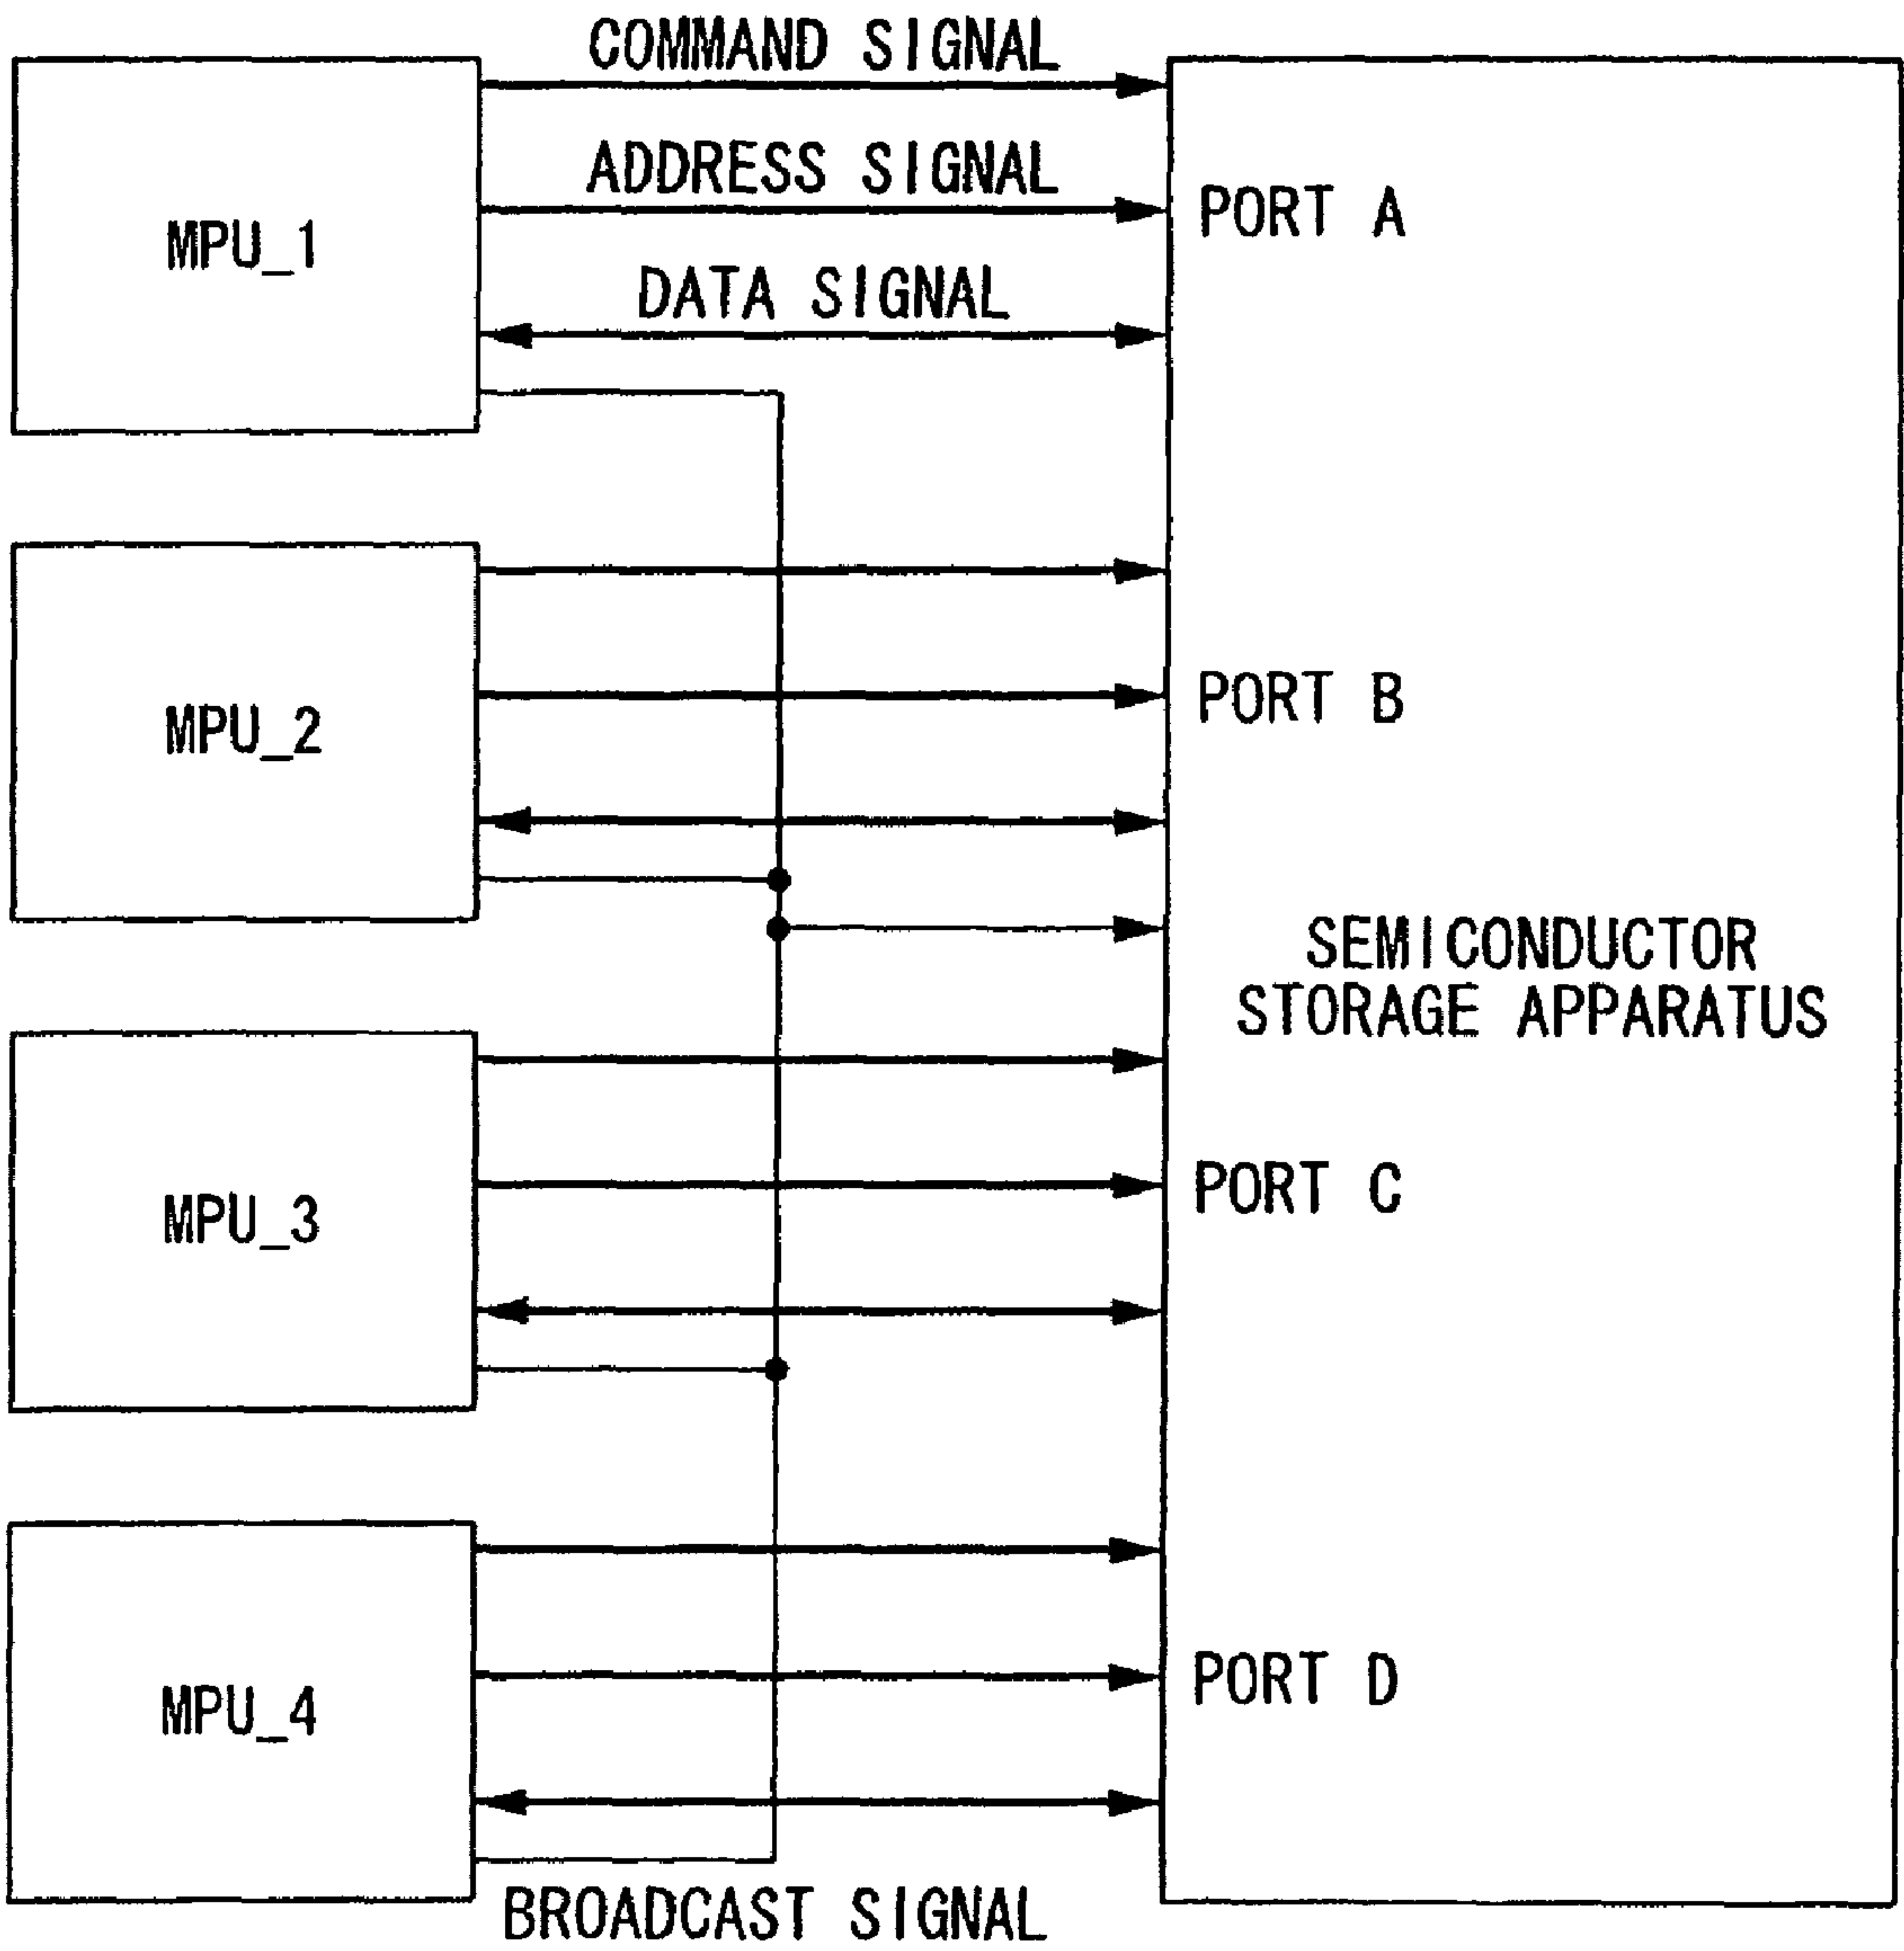 COMMAND SIGNAL
ADDRESS SIGNAL
MPU_1
PORT A
DATA SIGNAL
MPU_2
PORT B
SEMICONDUCTOR
STORAGE APPARATUS
MPU_3
PORT C
MPU_4
PORT D
BROADCAST SIGNAL